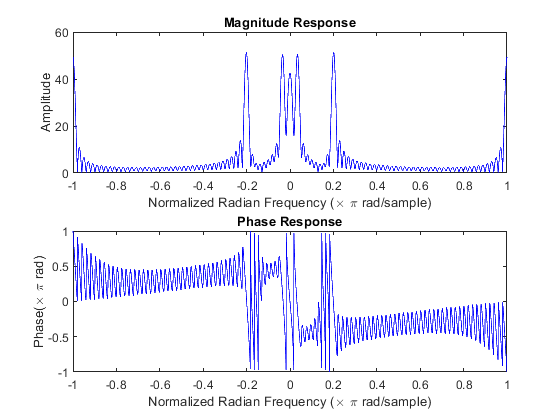 Magnitude Response
60
40
20
0
Amplitude
-1 -0.8 -0.6 -0.4 -0.2 0 0.2 0.4 0.6 0.8 1
Normalized Radian Frequency (× π rad/sample)
Phase Response
1
0.5
0
-0.5
-1
Phase(× π rad)
-1 -0.8 -0.6 -0.4 -0.2 0 0.2 0.4 0.6 0.8 1
Normalized Radian Frequency (× π rad/sample)